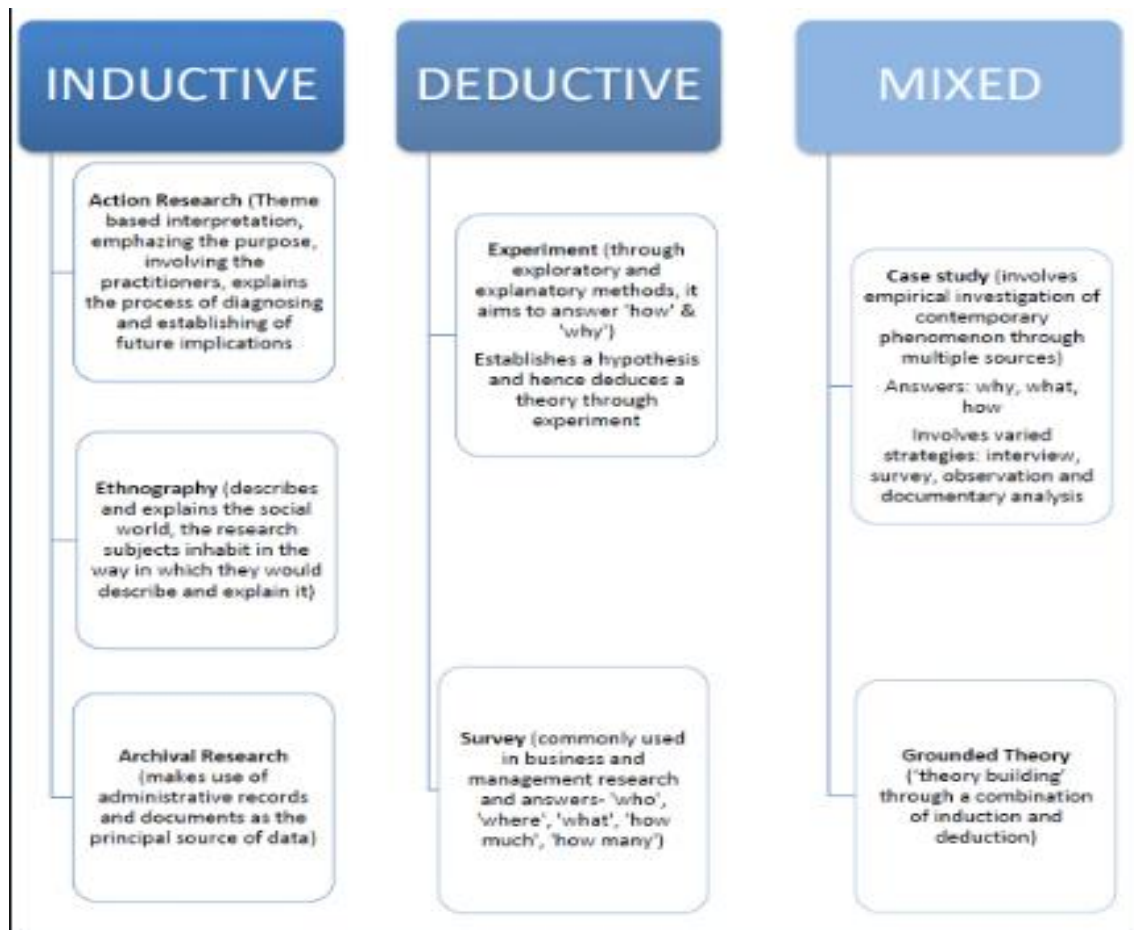 INDUCTIVE
Action Research (Theme
based interpretation,
emphazing the purpose,
involving the
practitioners, explains
the process of diagnosing
and establishing of
future implications
Ethnography (describes
and explains the social
world, the research
subjects inhabit in the
way in which they would
describe and explain it)
Archival Research
(makes use of
administrative records
and documents as the
principal source of data)
DEDUCTIVE
Experiment (through
exploratory and
explanatory methods, it
aims to answer 'how' &
'why')
Establishes a hypothesis
and hence deduces a
theory through
experiment
Survey (commonly used
in business and
management research
and answers- 'who',
'where', 'what', 'how
much', 'how many')
MIXED
Case study (involves
empirical investigation of
contemporary
phenomenon through
multiple sources)
Answers: why, what,
how
Involves varied
strategies: interview,
survey, observation and
documentary analysis
Grounded Theory
('theory building'
through a combination
of induction and
deduction)